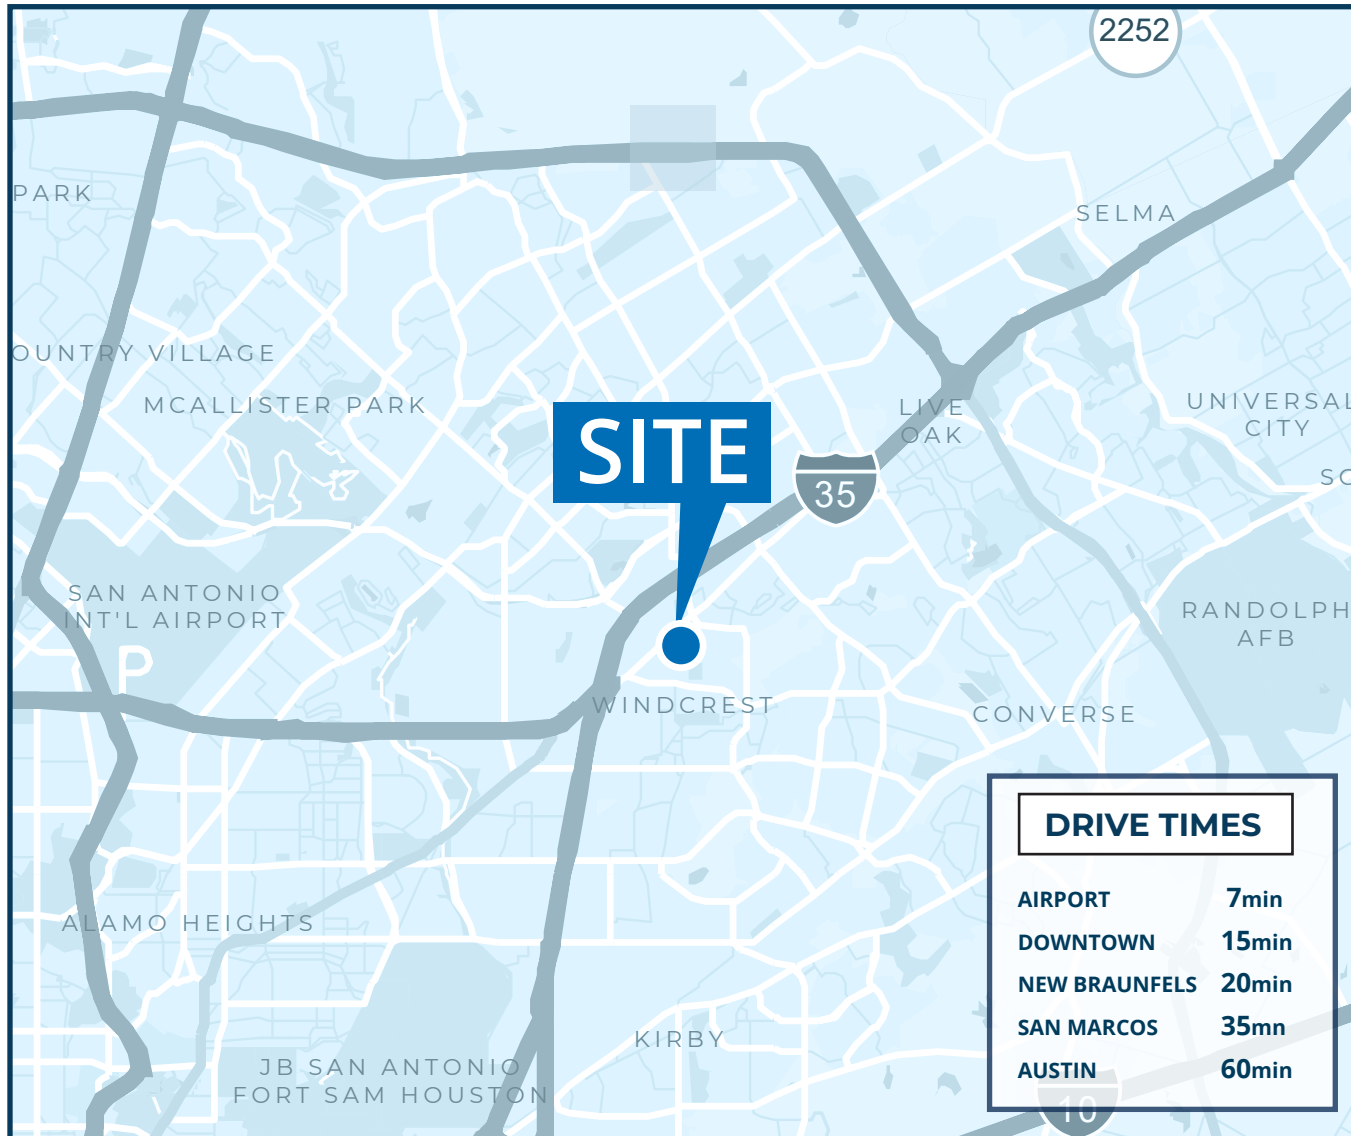 2252
PARK
SELMA
OUNTRY VILLAGE
MCALLISTER PARK
LIVE
OAK
UNIVERSAL
CITY
SITE
35
SC
SAN ANTONIO
INT'L AIRPORT
P
RANDOLPH
AFB
WINDCREST
CONVERSE
DRIVE TIMES
AIRPORT 7min
DOWNTOWN 15min
NEW BRAUNFELS 20min
SAN MARCOS 35mn
AUSTIN 60min
ALAMO HEIGHTS
KIRBY
JB SAN ANTONIO
FORT SAM HOUSTON
10